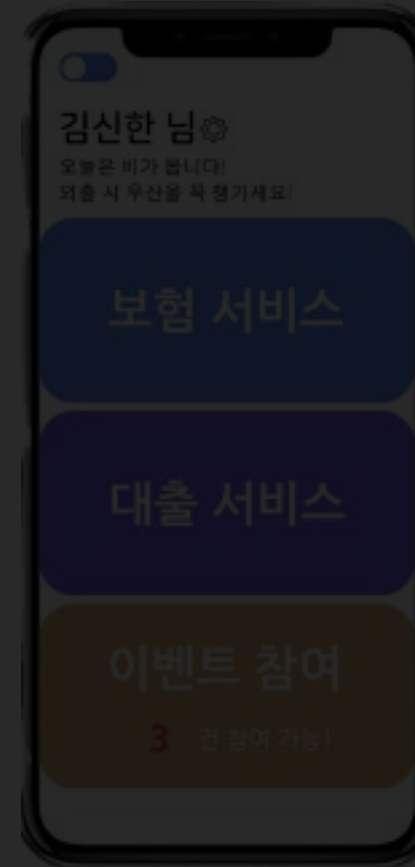 김신한 님
오늘은 비가 옵니다!
외출 시 우산을 꼭 챙기세요!
보험 서비스
대출 서비스
이벤트 참여
3 건 참여 가능!